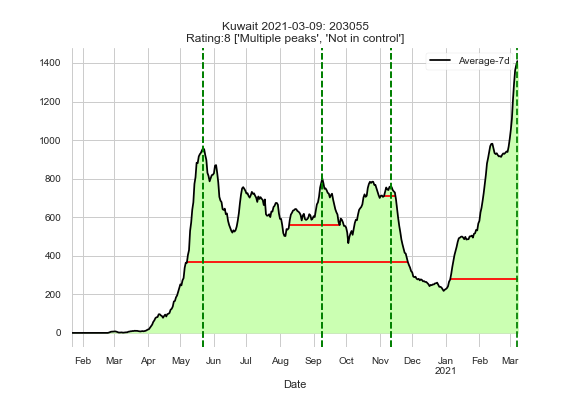 Kuwait 2021-03-09: 203055
Rating:8 ['Multiple peaks', 'Not in control']
Average-7d
1400
1200
1000
800
600
400
200
0
Feb Mar Apr May Jun Jul Aug Sep Oct Nov Dec Jan Feb Mar
2021
Date